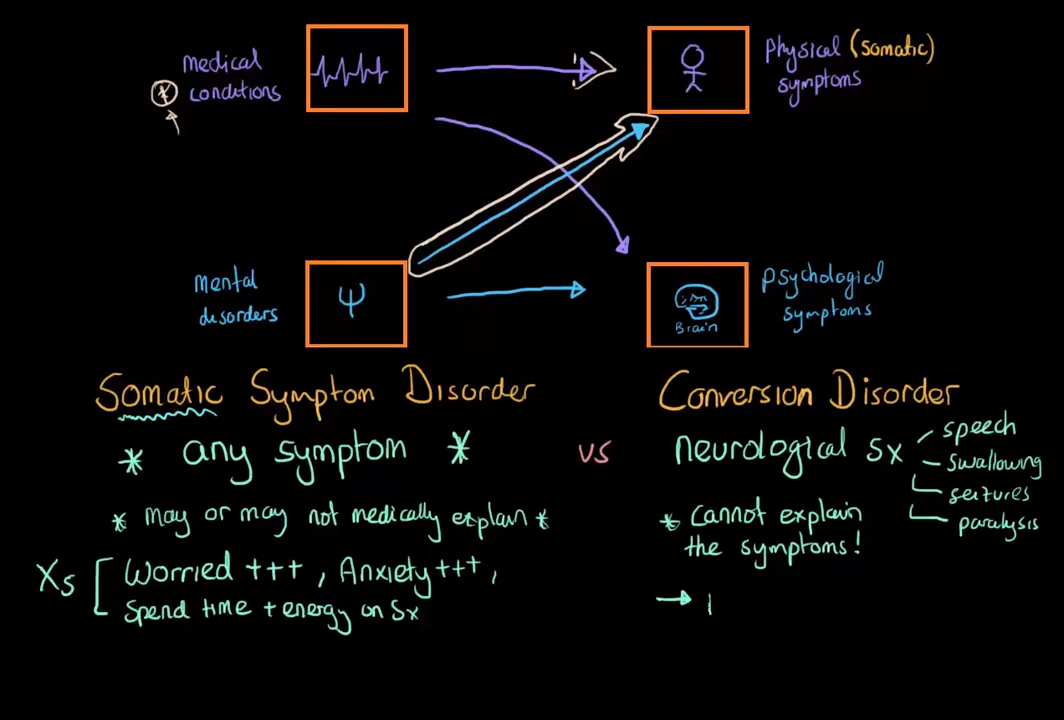 medical
conditions
physical (somatic)
symptoms
mental
disorders
ψ
Brain
psychological
symptoms
Somatic Symptom Disorder
* any symptom *
* may or may not medically explain *
Xs [ Worried +++ , Anxiety +++ ,
Spend time + energy on Sx
vs
Conversion Disorder
neurological Sx
speech
swallowing
seizures
paralysis
* Cannot explain
the symptoms!
→